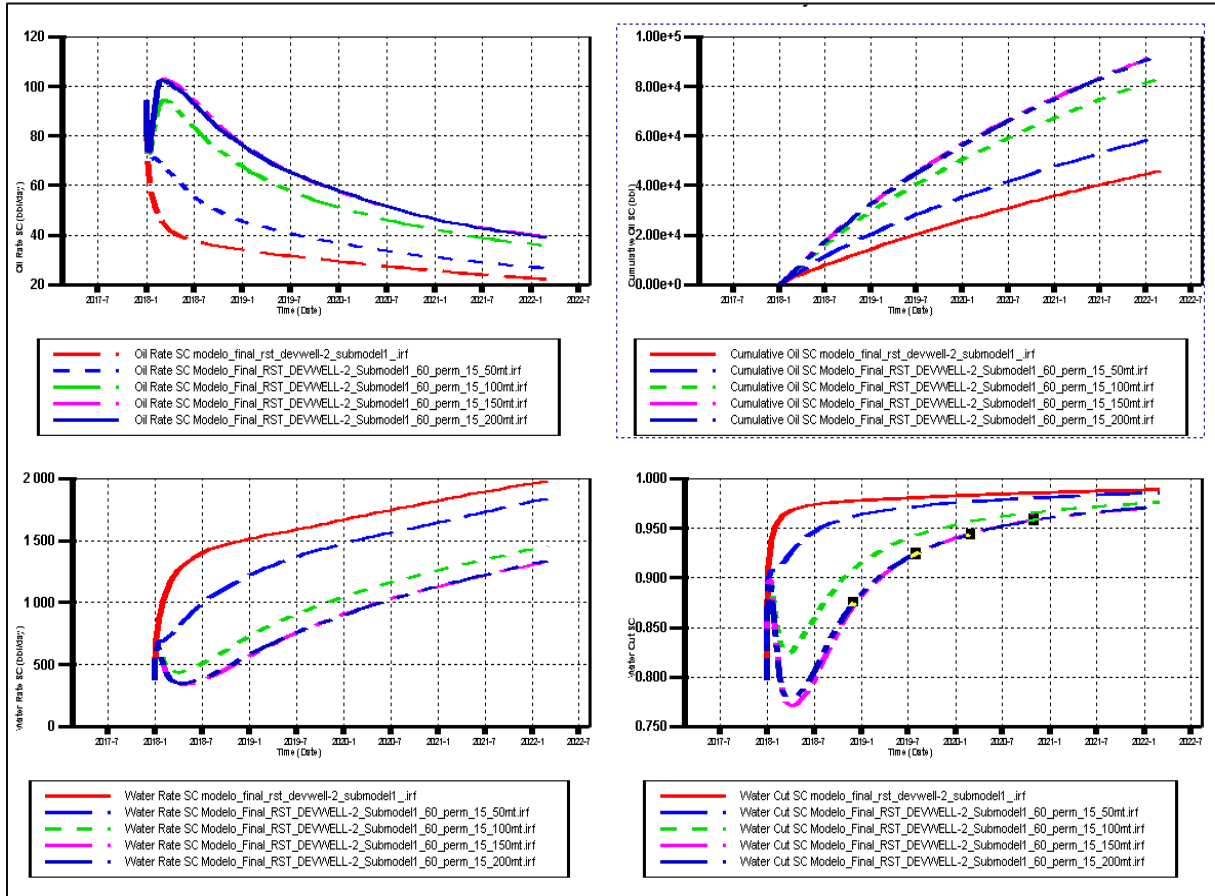 120
100
80
60
40
20
Oil Rate SC (bbl/day)
2017-7 2018-1 2018-7 2019-1 2019-7 2020-1 2020-7 2021-1 2021-7 2022-1 2022-7
Time (Date)
Oil Rate SC modelo_final_rst_devwell-2_submodel1_.irf
Oil Rate SC Modelo_Final_RST_DEVWELL-2_Submodel1_60_perm_15_50mt.irf
Oil Rate SC Modelo_Final_RST_DEVWELL-2_Submodel1_60_perm_15_100mt.irf
Oil Rate SC Modelo_Final_RST_DEVWELL-2_Submodel1_60_perm_15_150mt.irf
Oil Rate SC Modelo_Final_RST_DEVWELL-2_Submodel1_60_perm_15_200mt.irf
1.00e+5
8.00e+4
6.00e+4
4.00e+4
2.00e+4
0.00e+0
Cumulative Oil SC (bbl)
2017-7 2018-1 2018-7 2019-1 2019-7 2020-1 2020-7 2021-1 2021-7 2022-1 2022-7
Time (Date)
Cumulative Oil SC modelo_final_rst_devwell-2_submodel1_.irf
Cumulative Oil SC Modelo_Final_RST_DEVWELL-2_Submodel1_60_perm_15_50mt.irf
Cumulative Oil SC Modelo_Final_RST_DEVWELL-2_Submodel1_60_perm_15_100mt.irf
Cumulative Oil SC Modelo_Final_RST_DEVWELL-2_Submodel1_60_perm_15_150mt.irf
Cumulative Oil SC Modelo_Final_RST_DEVWELL-2_Submodel1_60_perm_15_200mt.irf
2 000
1 500
1 000
500
0
Water Rate SC (bbl/day)
2017-7 2018-1 2018-7 2019-1 2019-7 2020-1 2020-7 2021-1 2021-7 2022-1 2022-7
Time (Date)
Water Rate SC modelo_final_rst_devwell-2_submodel1_.irf
Water Rate SC Modelo_Final_RST_DEVWELL-2_Submodel1_60_perm_15_50mt.irf
Water Rate SC Modelo_Final_RST_DEVWELL-2_Submodel1_60_perm_15_100mt.irf
Water Rate SC Modelo_Final_RST_DEVWELL-2_Submodel1_60_perm_15_150mt.irf
Water Rate SC Modelo_Final_RST_DEVWELL-2_Submodel1_60_perm_15_200mt.irf
1.000
0.950
0.900
0.850
0.800
0.750
Water Cut SC
2017-7 2018-1 2018-7 2019-1 2019-7 2020-1 2020-7 2021-1 2021-7 2022-1 2022-7
Time (Date)
Water Cut SC modelo_final_rst_devwell-2_submodel1_.irf
Water Cut SC Modelo_Final_RST_DEVWELL-2_Submodel1_60_perm_15_50mt.irf
Water Cut SC Modelo_Final_RST_DEVWELL-2_Submodel1_60_perm_15_100mt.irf
Water Cut SC Modelo_Final_RST_DEVWELL-2_Submodel1_60_perm_15_150mt.irf
Water Cut SC Modelo_Final_RST_DEVWELL-2_Submodel1_60_perm_15_200mt.irf